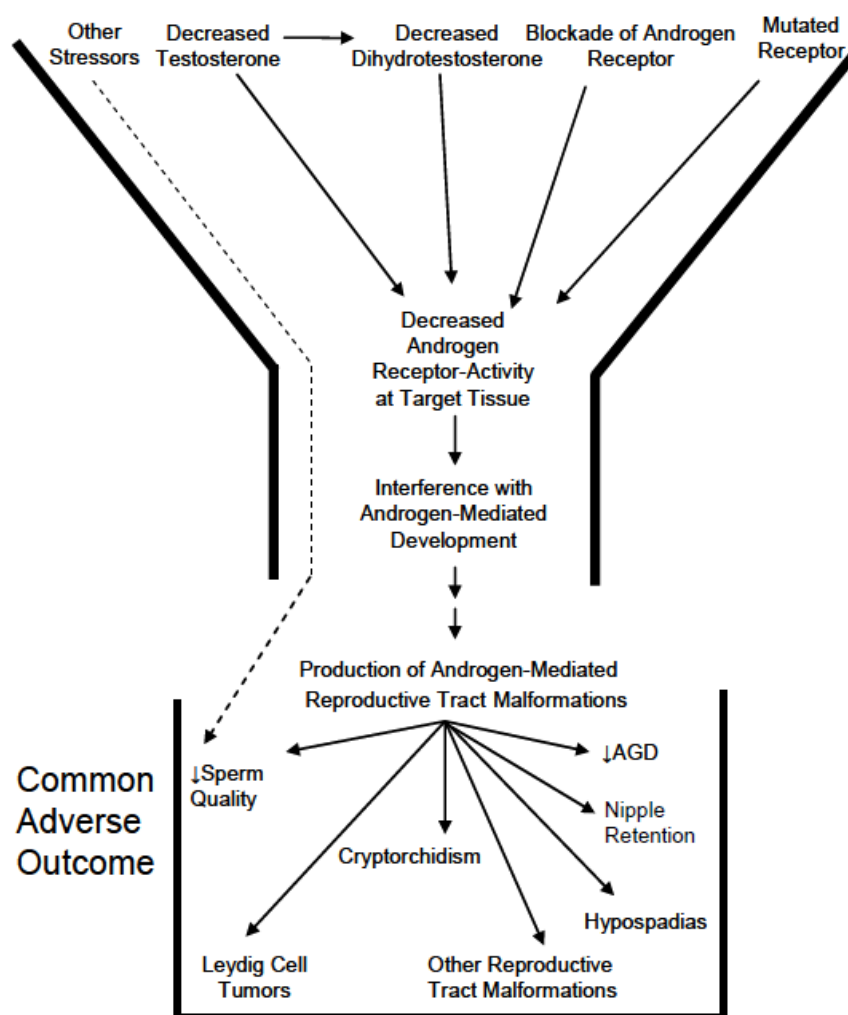 Other
Stressors
Decreased
Testosterone
Decreased
Dihydrotestosterone
Blockade of Androgen
Receptor
Mutated
Receptor
Decreased
Androgen
Receptor-Activity
at Target Tissue
Interference with
Androgen-Mediated
Development
Production of Androgen-Mediated
Reproductive Tract Malformations
Common
Adverse
Outcome
↓Sperm
Quality
↓AGD
Nipple
Retention
Cryptorchidism
Hypospadias
Leydig Cell
Tumors
Other Reproductive
Tract Malformations